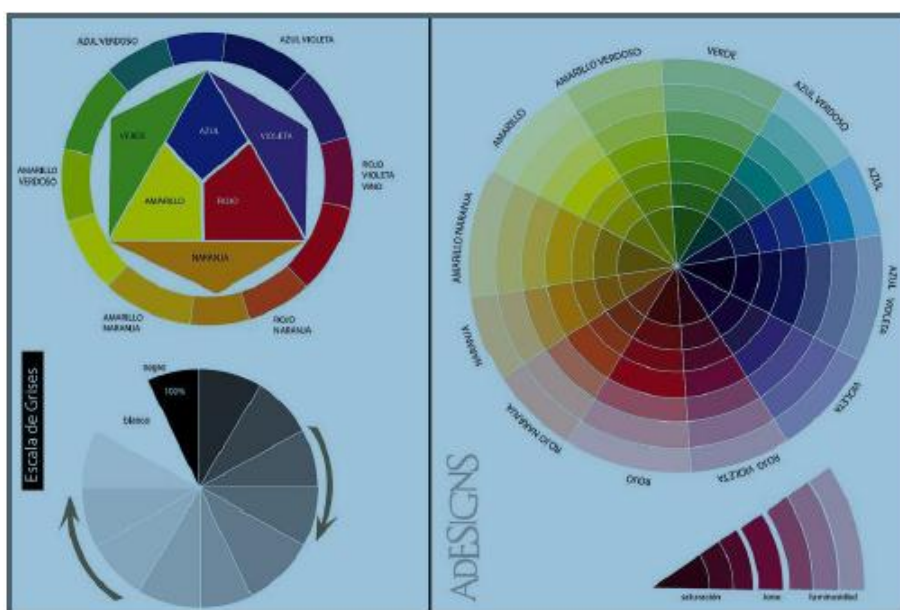 AZUL VERDOSO
AZUL VIOLETA
VERDE
AZUL
VIOLETA
AMARILLO
VERDOSO
ROJO
VIOLETA
VINO
AMARILLO
ROJO
NARANJA
AMARILLO
NARANJA
ROJO
NARANJA
Escala de Grises
negro
100%
blanco
AMARILLO VERDOSO
VERDE
AZUL VERDOSO
AMARILLO
AZUL
AMARILLO NARANJA
AZUL VIOLETA
NARANJA
VIOLETA
ROJO NARANJA
ROJO VIOLETA
ROJO
ADESIGNS
saturación
tono
luminosidad